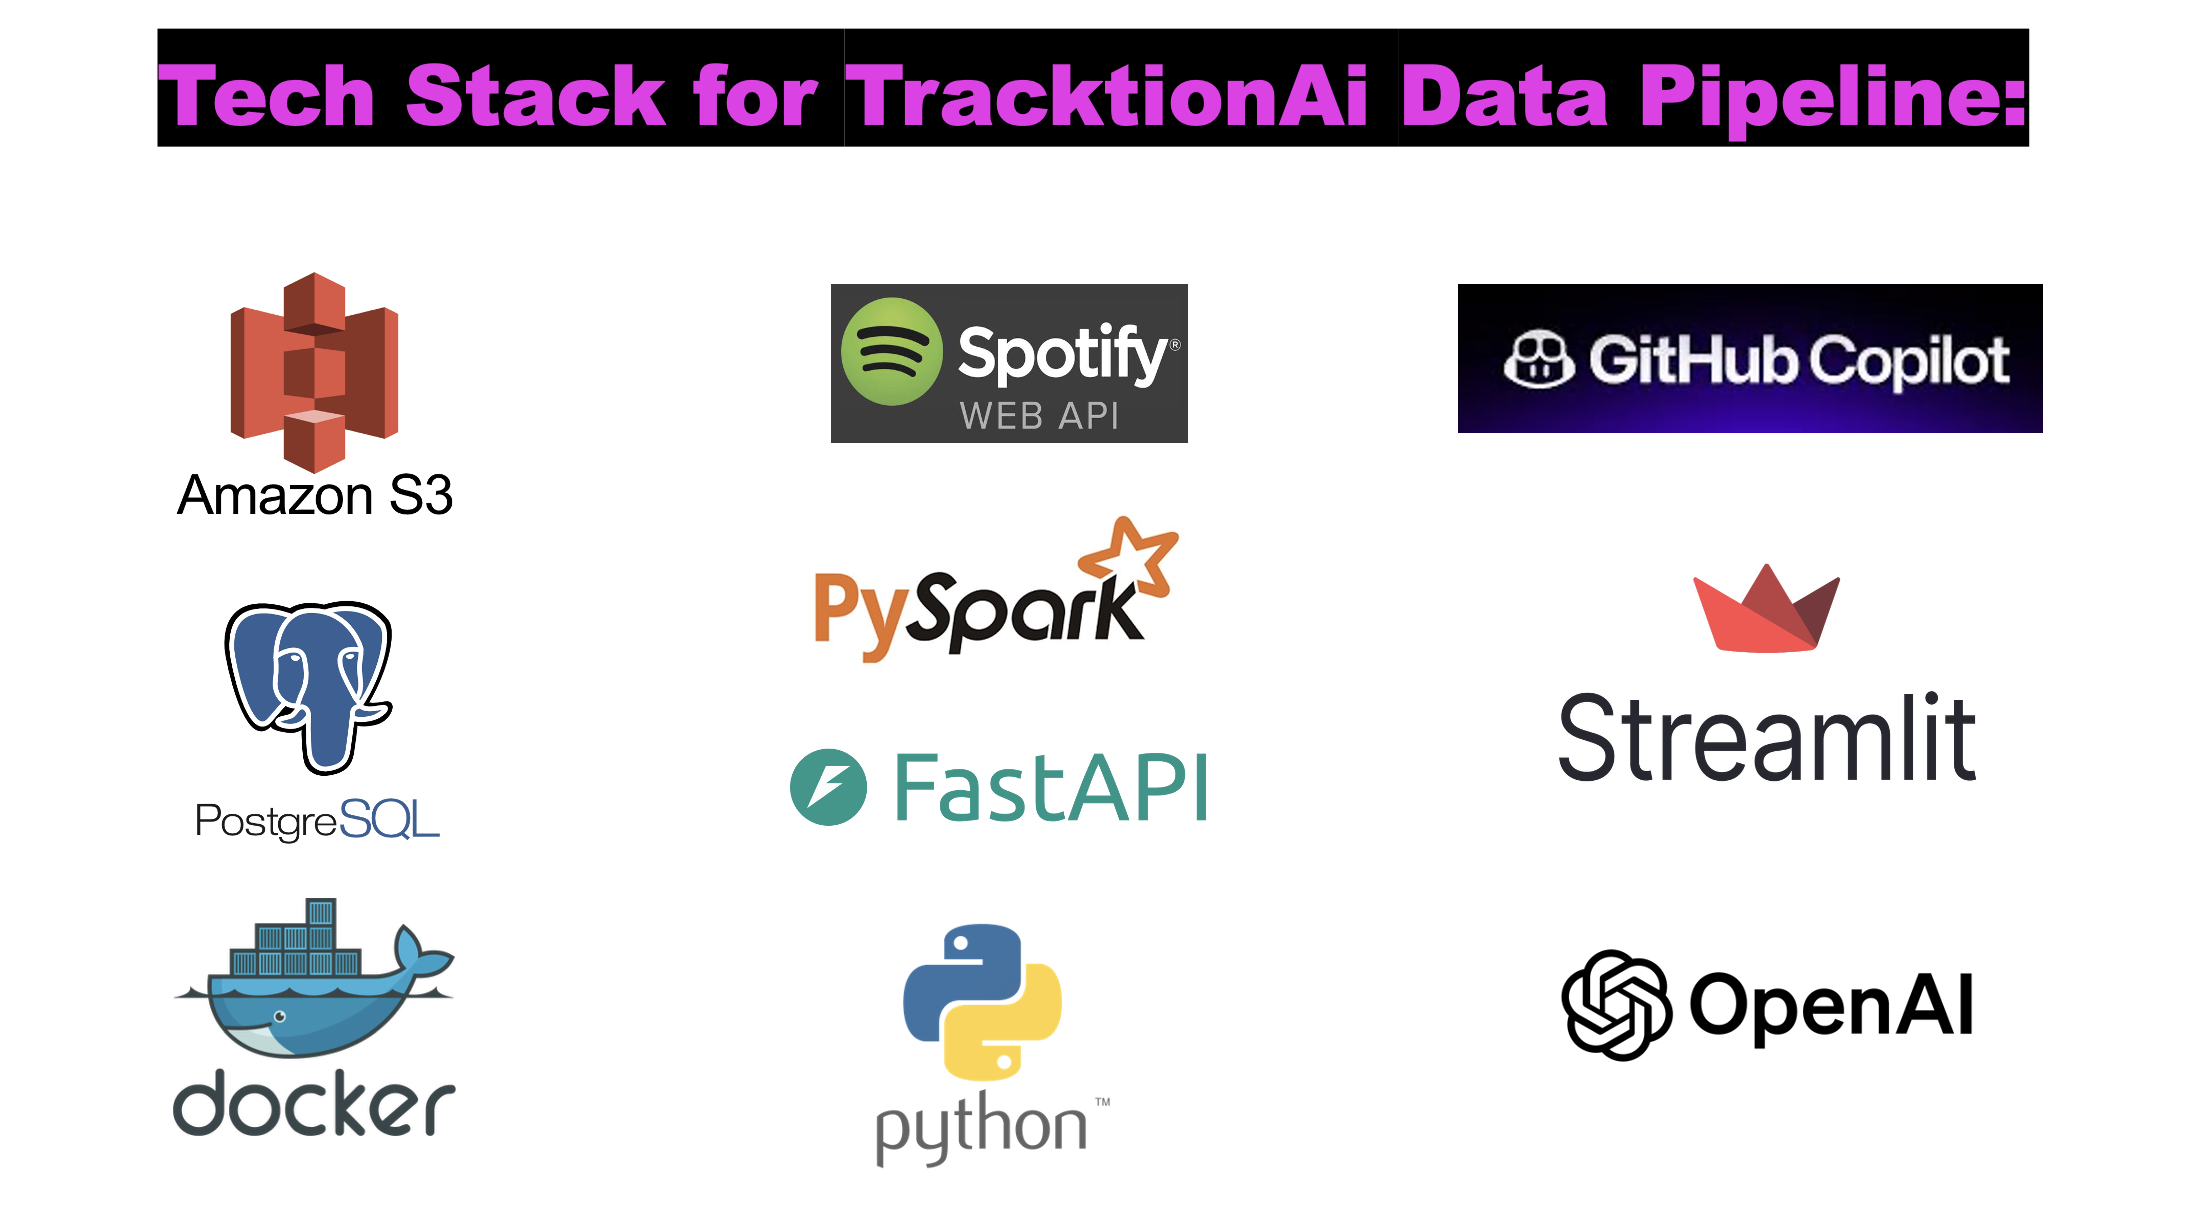 Tech Stack for TracktionAi Data Pipeline:
Amazon S3
PostgreSQL
docker
Spotify®
WEB API
PySpark
FastAPI
python™
GitHub Copilot
Streamlit
OpenAI